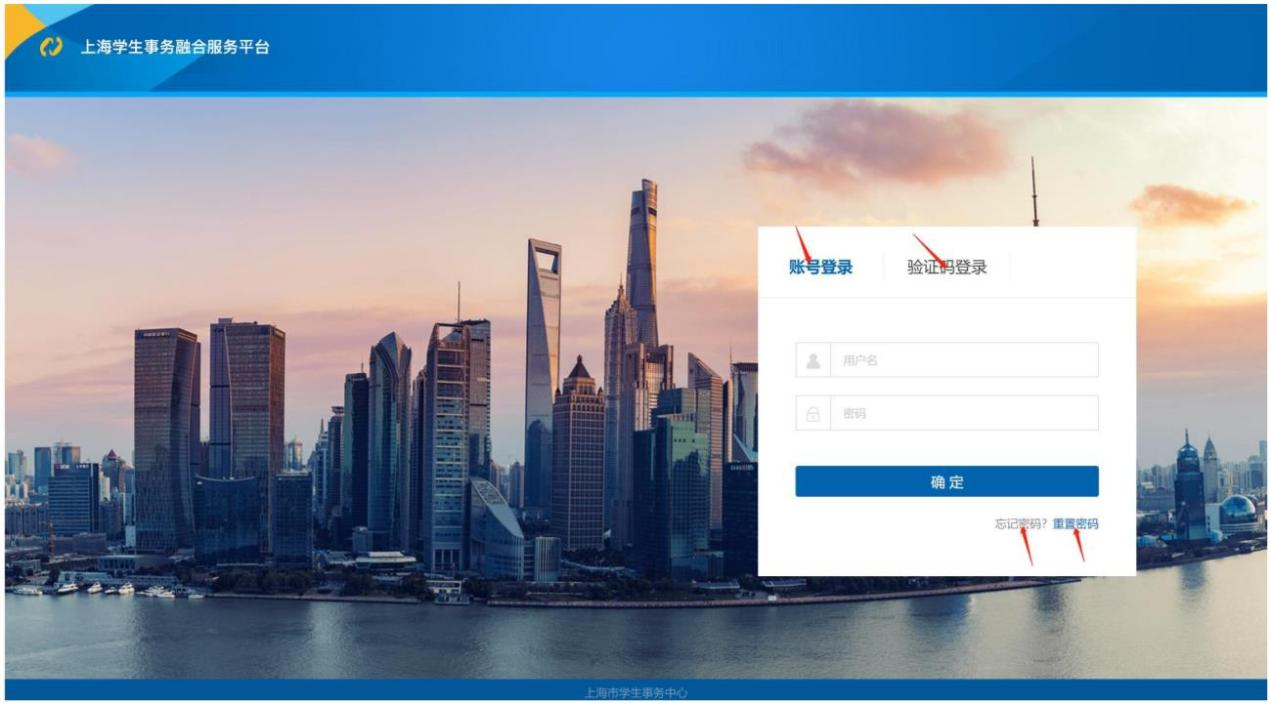 上海学生事务融合服务平台
账号登录 验证码登录
用户名
密码
确定
忘记密码? 重置密码
上海市学生事务中心